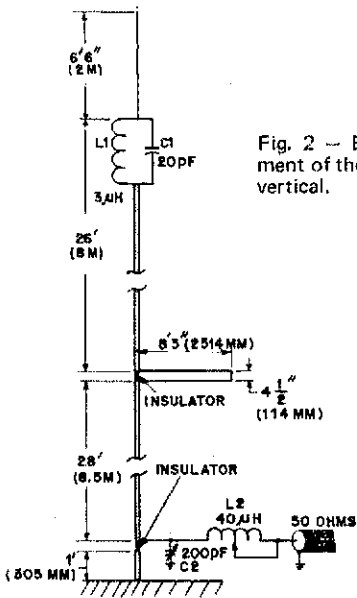 6'6"
(2M)
L1
C1
20pF
3µH
26'
(8M)
Fig. 2 — E
ment of the
vertical.
8'3" (2514MM)
4 1/2"
(114 MM)
INSULATOR
28'
(8.5M)
INSULATOR
L2
40µH
50 OHMS
200pF
C2
1'
(305 MM)